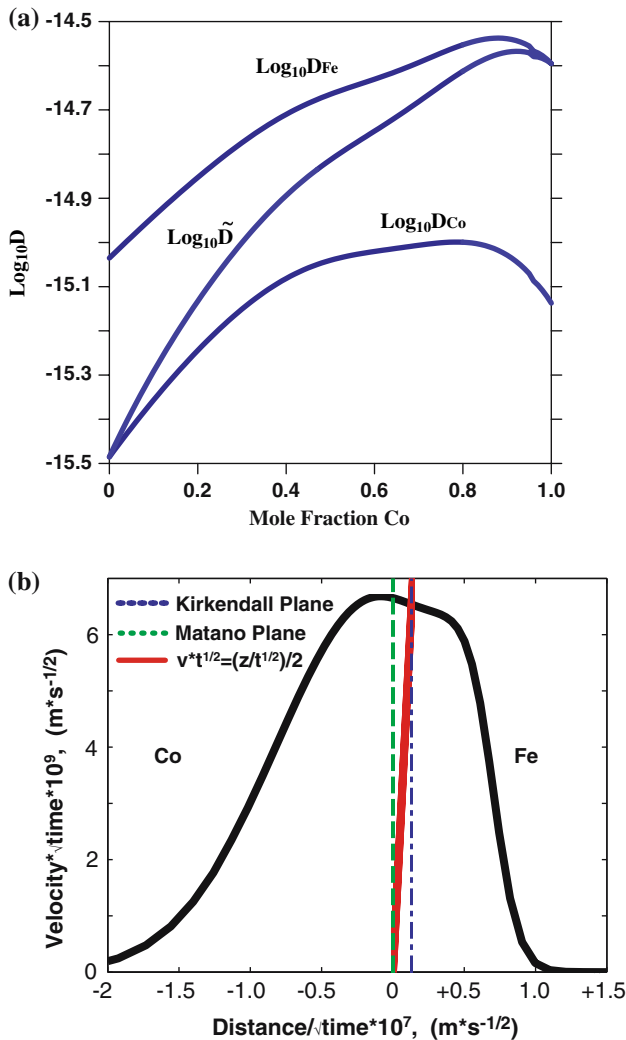 (a)
-14.5
-14.7
-14.9
-15.1
-15.3
-15.5
Log₁₀D
Log₁₀DFe
Log₁₀D̃
Log₁₀DCo
0 0.2 0.4 0.6 0.8 1.0
Mole Fraction Co
(b)
Kirkendall Plane
Matano Plane
v*t^1/2=(z/t^1/2)/2
Co
Fe
6
4
2
0
Velocity*√time*10⁹, (m*s⁻¹/²)
-2 -1.5 -1.0 -0.5 0 +0.5 1.0 +1.5
Distance/√time*10⁷, (m*s⁻¹/²)